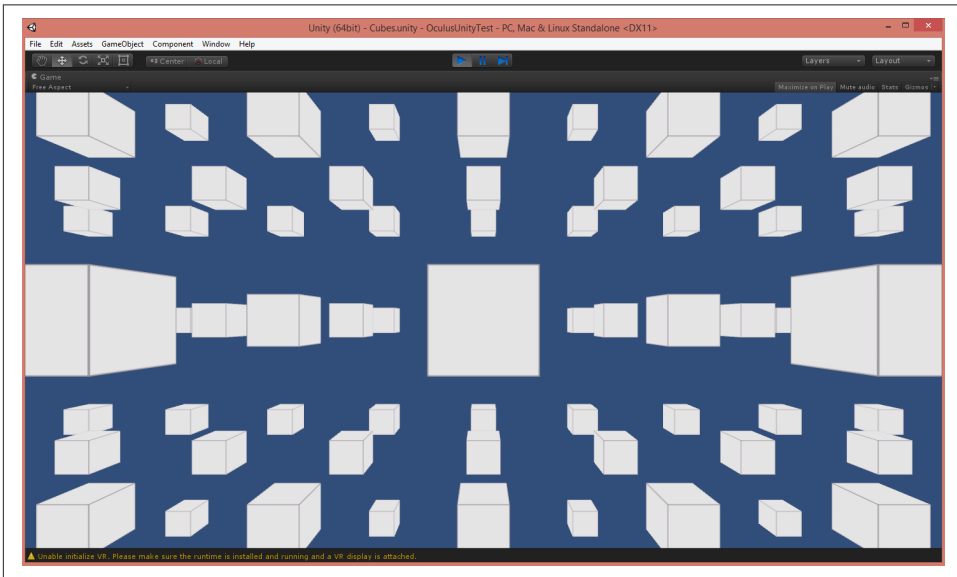 Unity (64bit) - Cubes.unity - OculusUnityTest - PC, Mac & Linux Standalone <DX11>
File Edit Assets GameObject Component Window Help
Center Local Layers Layout
Game
Free Aspect Maximize on Play Mute audio Stats Gizmos
Unable initialize VR. Please make sure the runtime is installed and running and a VR display is attached.